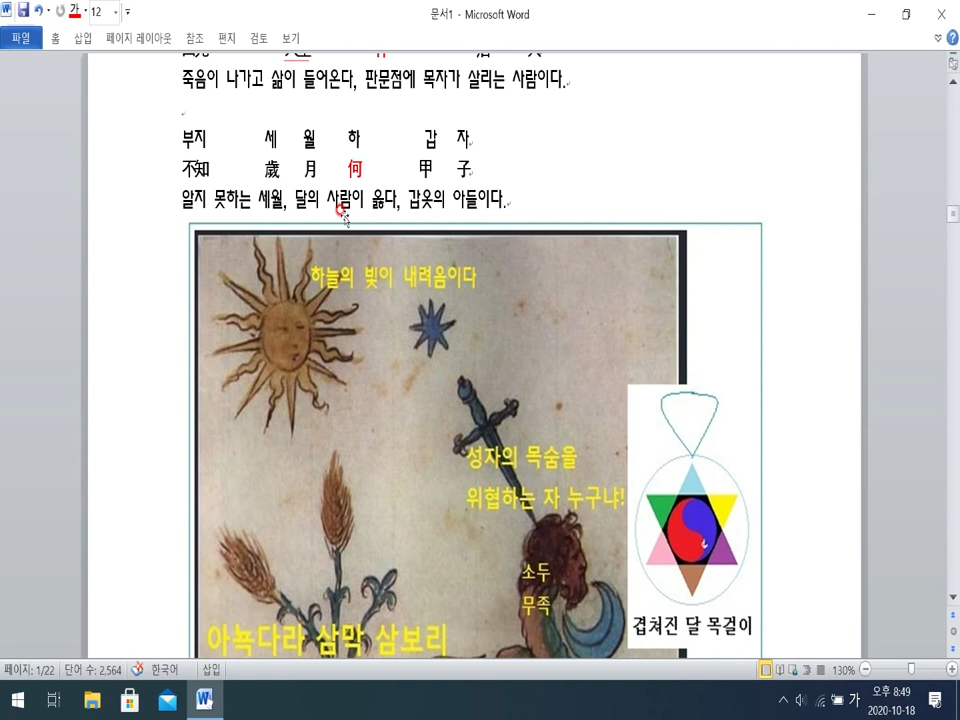 문서1 - Microsoft Word
가 12
파일 홈 삽입 페이지 레이아웃 참조 편지 검토 보기
죽음이 나가고 삶이 들어온다, 판문점에 목자가 살리는 사람이다.
부지 세 월 하 갑 자
不知 歲 月 何 甲 子
알지 못하는 세월, 달의 사람이 옳다, 갑옷의 아들이다.
하늘의 빛이 내려옴이다
성자의 목숨을
위협하는 자 누구냐!
소두
무족
겹쳐진 달 목걸이
아뇩다라 삼막 삼보리
페이지: 1/22 단어 수: 2,564 한국어 삽입 130%
가 오후 8:49
2020-10-18